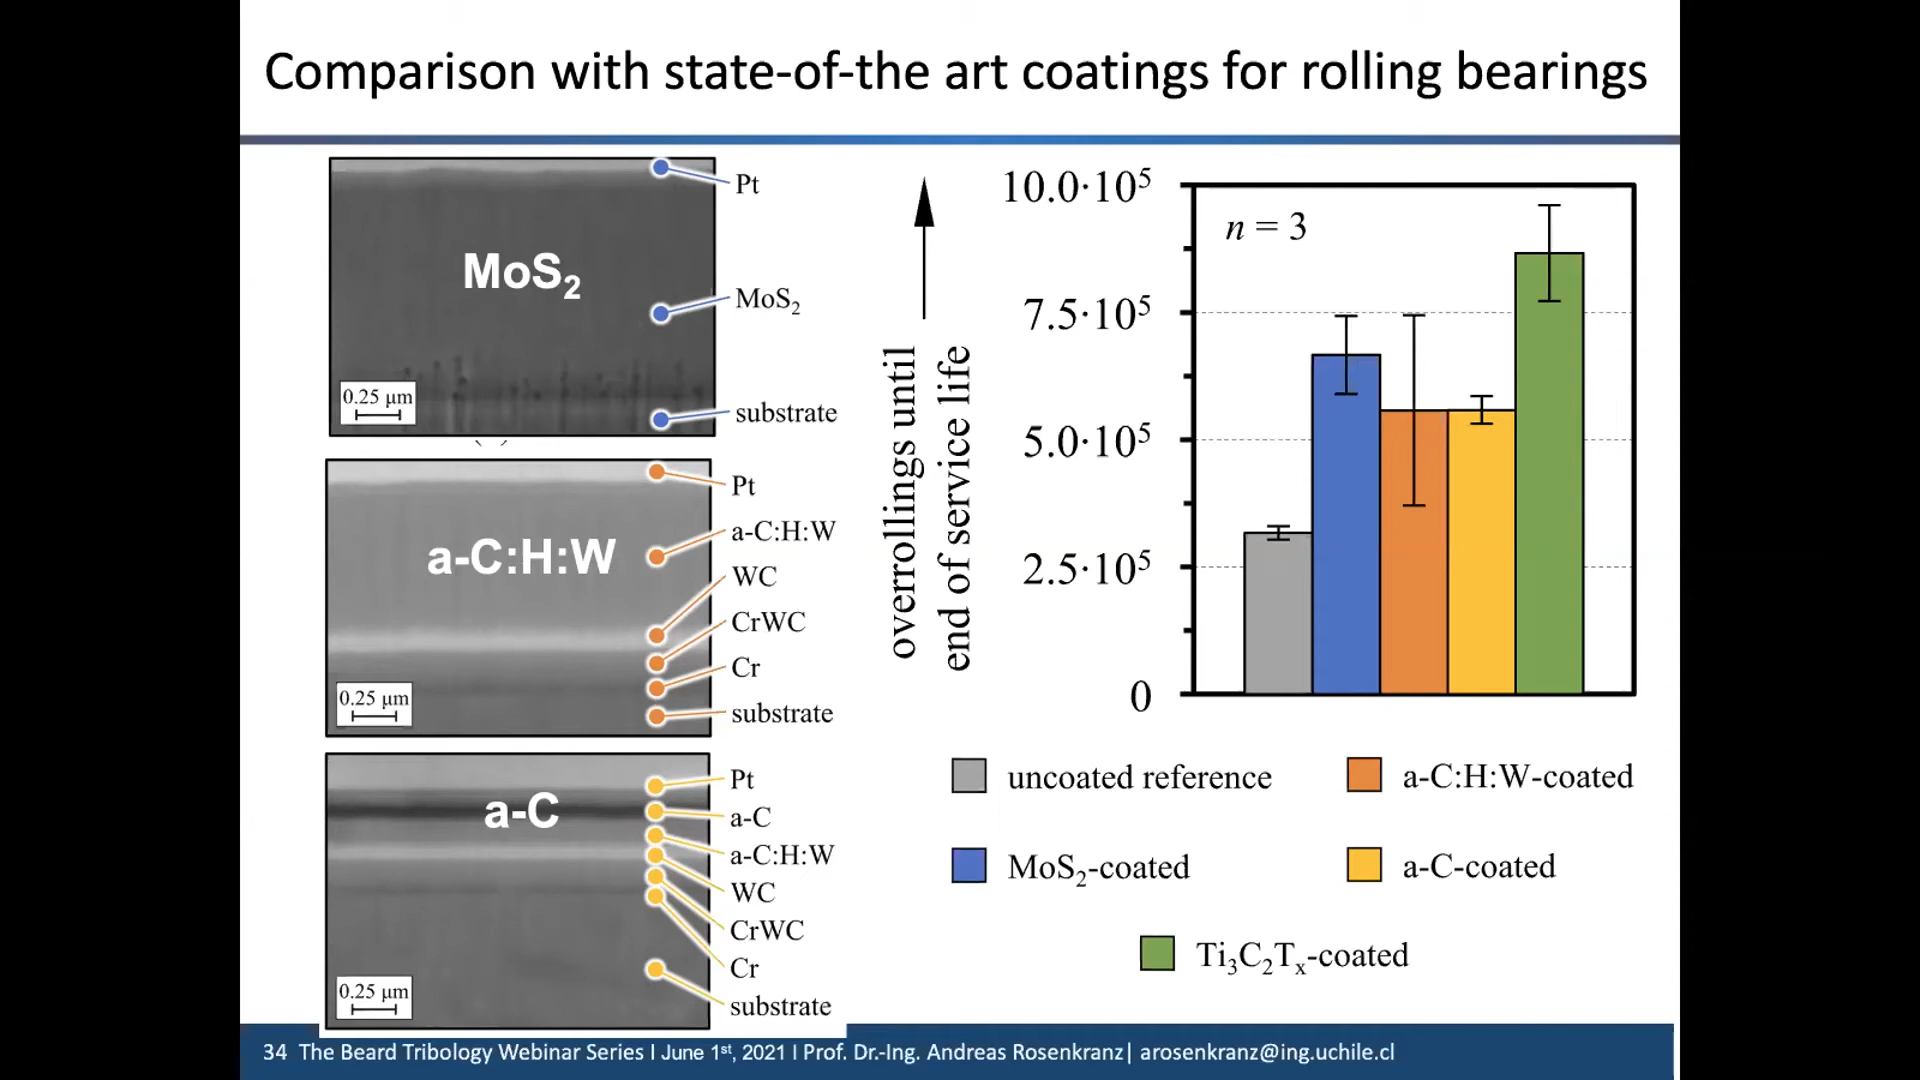 Comparison with state-of-the art coatings for rolling bearings
MoS₂
0.25 µm
Pt
MoS₂
substrate
a-C:H:W
0.25 µm
Pt
a-C:H:W
WC
CrWC
Cr
substrate
a-C
0.25 µm
Pt
a-C
a-C:H:W
WC
CrWC
Cr
substrate
overrollings until
end of service life
10.0·10⁵
7.5·10⁵
5.0·10⁵
2.5·10⁵
0
n = 3
uncoated reference
a-C:H:W-coated
MoS₂-coated
a-C-coated
Ti₃C₂Tₓ-coated
34 The Beard Tribology Webinar Series I June 1ˢᵗ, 2021 I Prof. Dr.-Ing. Andreas Rosenkranz| arosenkranz@ing.uchile.cl